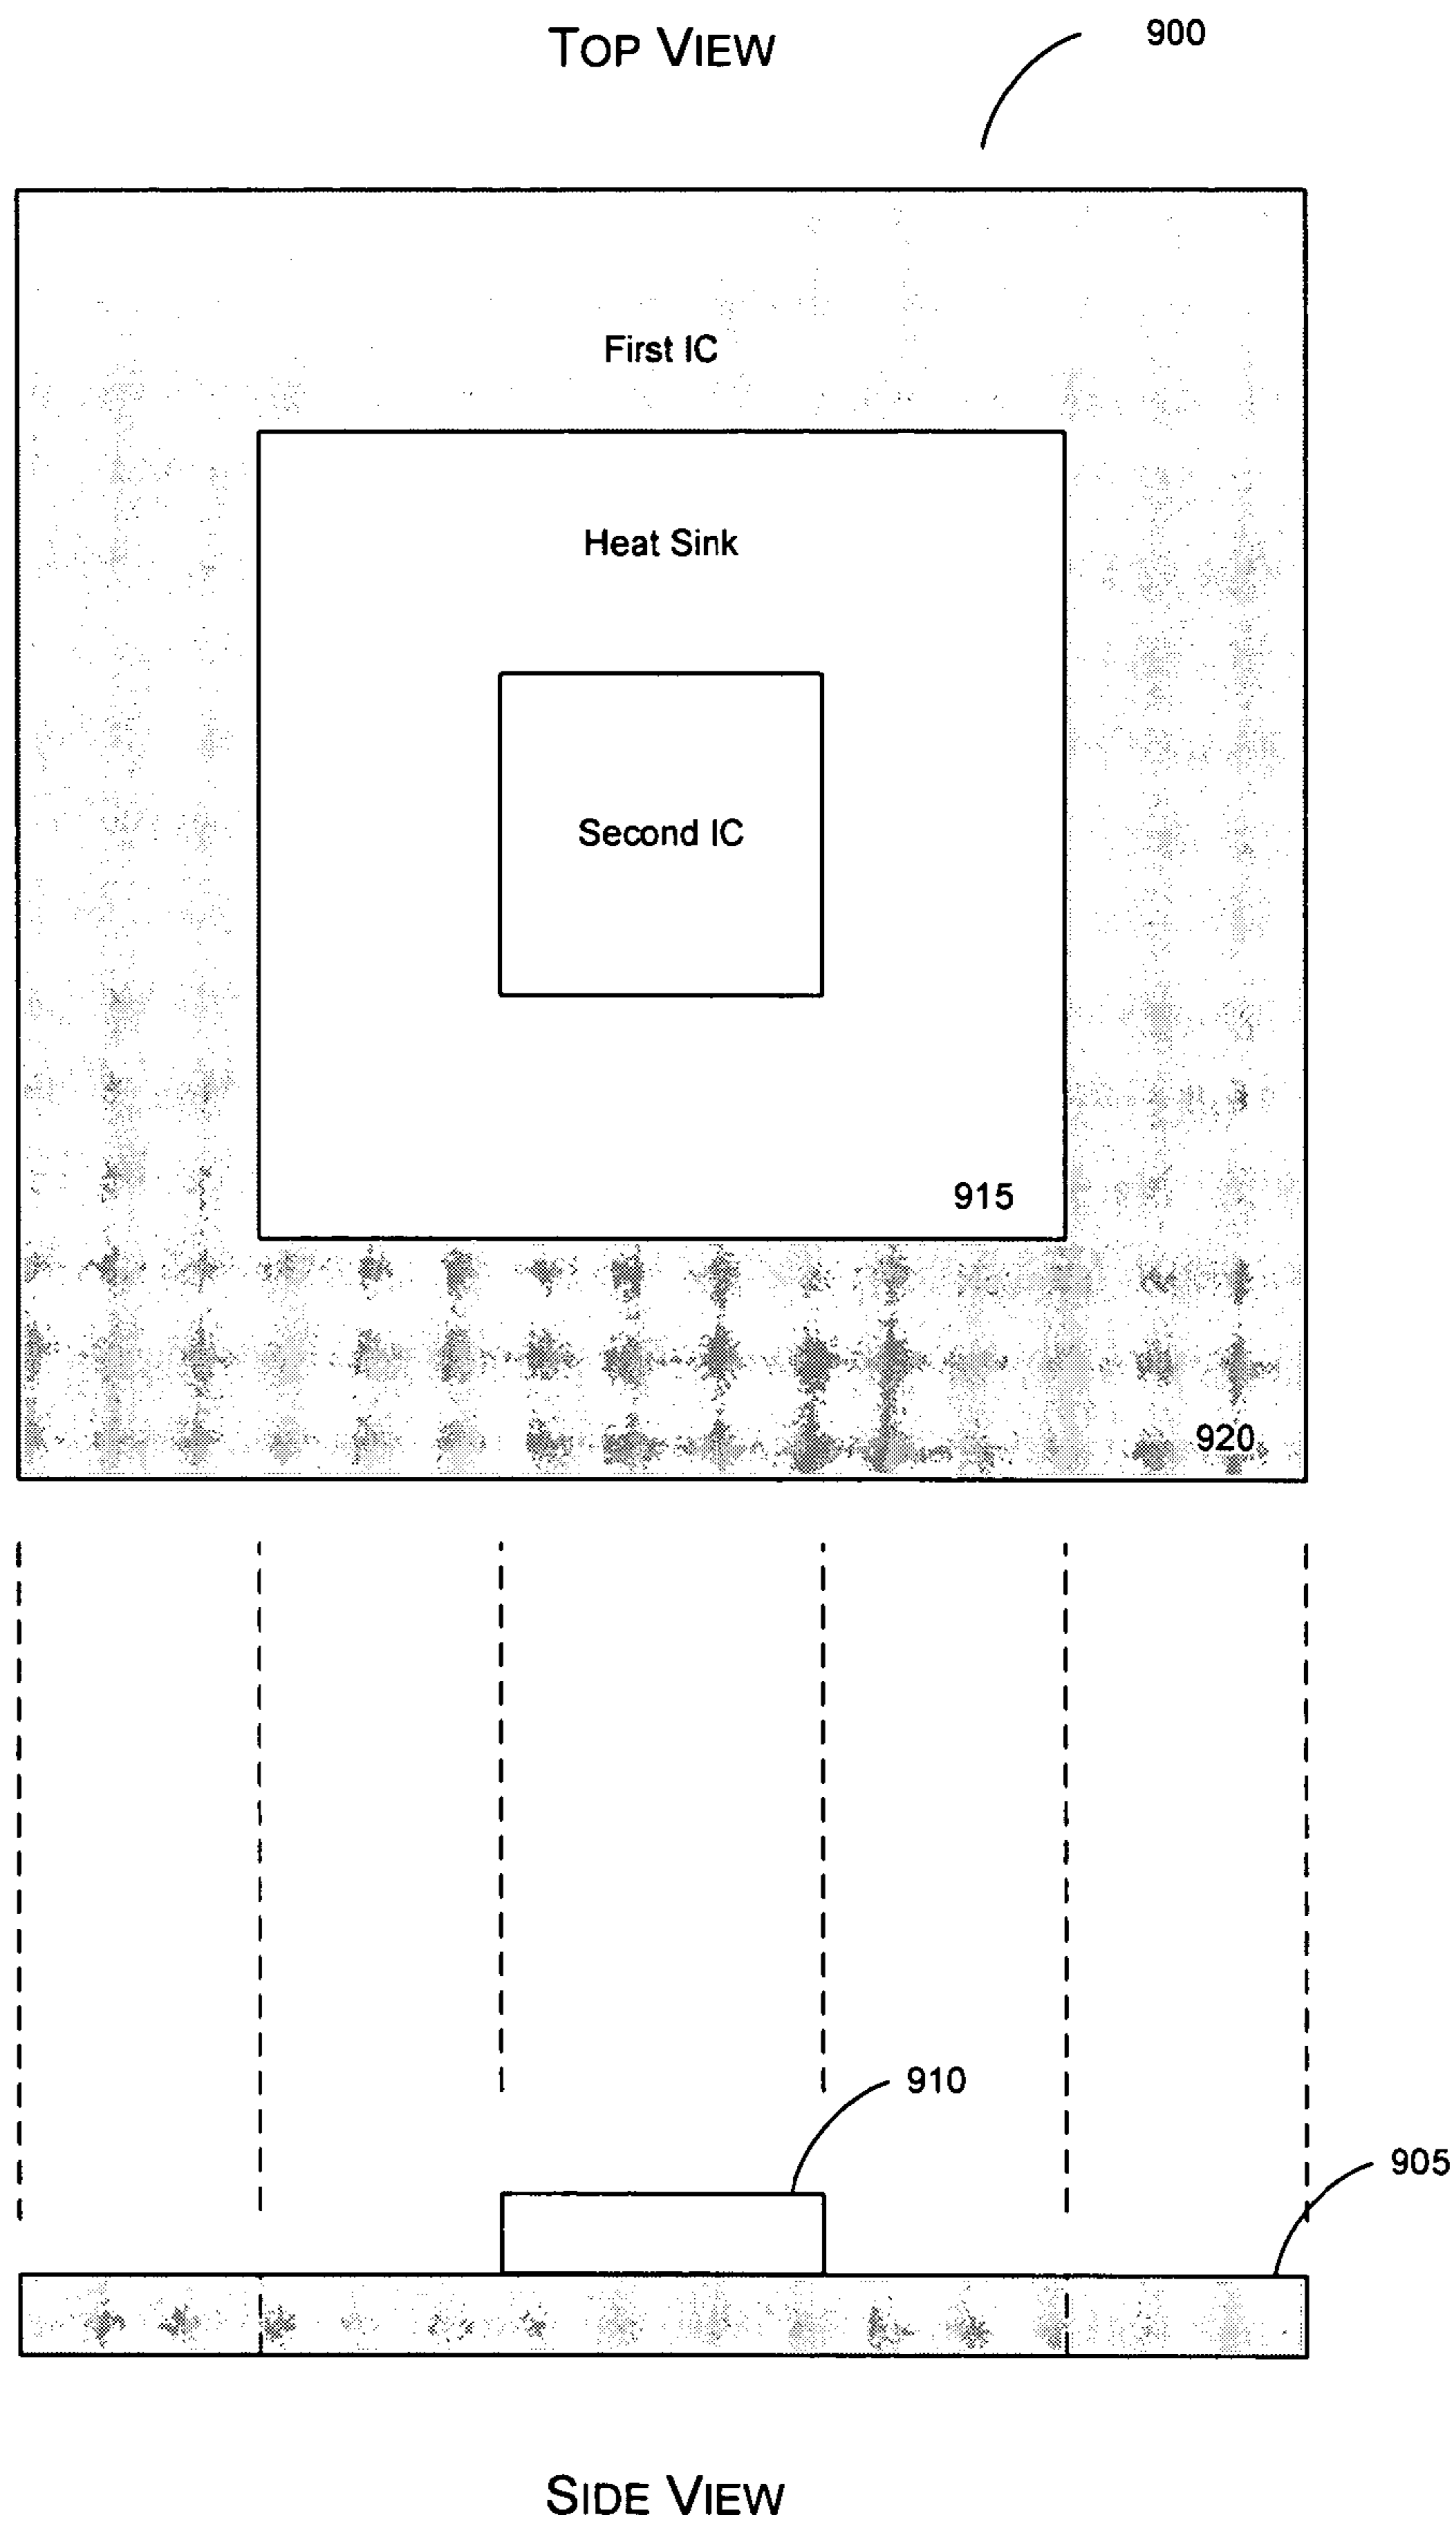 TOP VIEW
900
First IC
Heat Sink
Second IC
915
920
910
905
SIDE VIEW